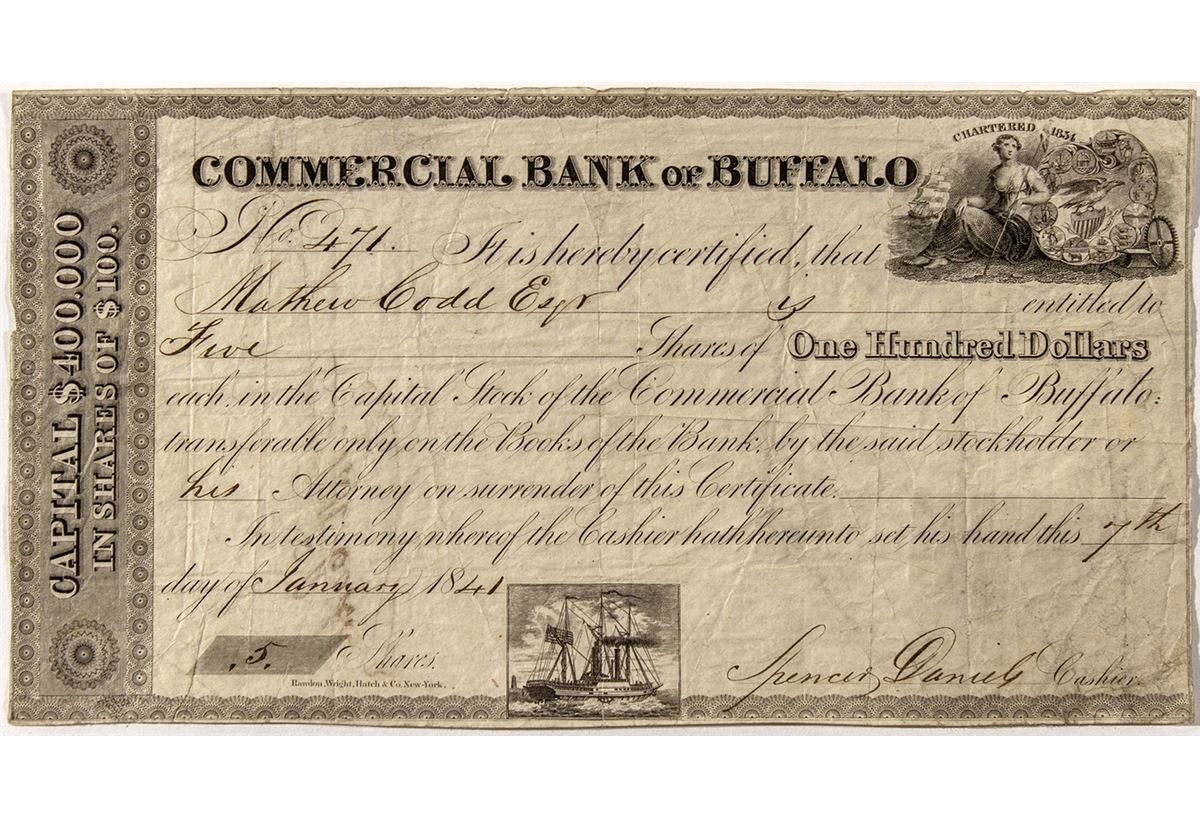 CHARTERED 1834
COMMERCIAL BANK OF BUFFALO
No. 471. It is hereby certified, that
Mathew Codd Esqr is entitled to
Five Shares of One Hundred Dollars
each, in the Capital Stock of the Commercial Bank of Buffalo:
transferable only, on the Books of the Bank, by the said stockholder or
his Attorney on surrender of this Certificate.
In testimony whereof the Cashier hath hereunto set his hand this 7th
day of January 1841
.5. Shares.
Rawdon, Wright, Hatch & Co. New-York.
Spencer Daniels Cashier.
CAPITAL $400.000
IN SHARES OF $100.